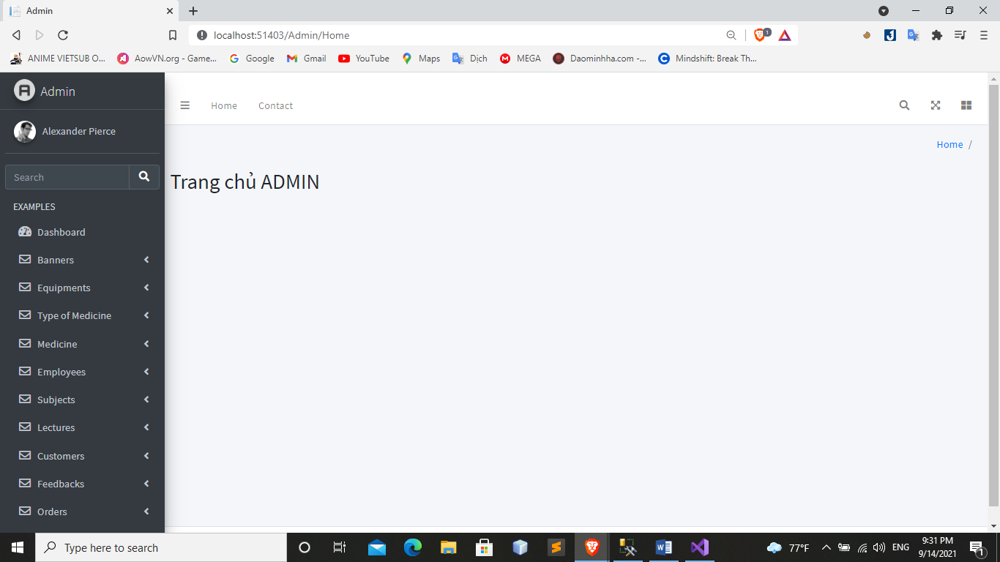 Admin
localhost:51403/Admin/Home
1
ANIME VIETSUB O...
AowVN.org - Game...
Google
Gmail
YouTube
Maps
Dịch
MEGA
Daominhha.com -...
Mindshift: Break Th...
Admin
Home
Contact
Alexander Pierce
Home /
Search
Trang chủ ADMIN
EXAMPLES
Dashboard
Banners
Equipments
Type of Medicine
Medicine
Employees
Subjects
Lectures
Customers
Feedbacks
Orders
Type here to search
77°F
ENG
9:31 PM
9/14/2021
1